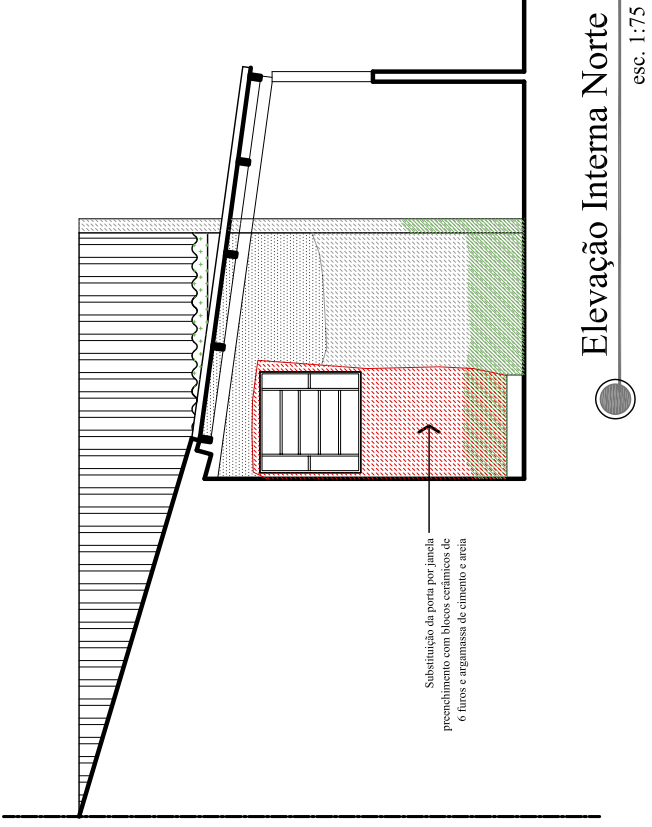 Elevação Interna Norte
esc. 1:75
Substituição da porta por janela
preenchimento com blocos cerâmicos de
6 furos e argamassa de cimento e areia